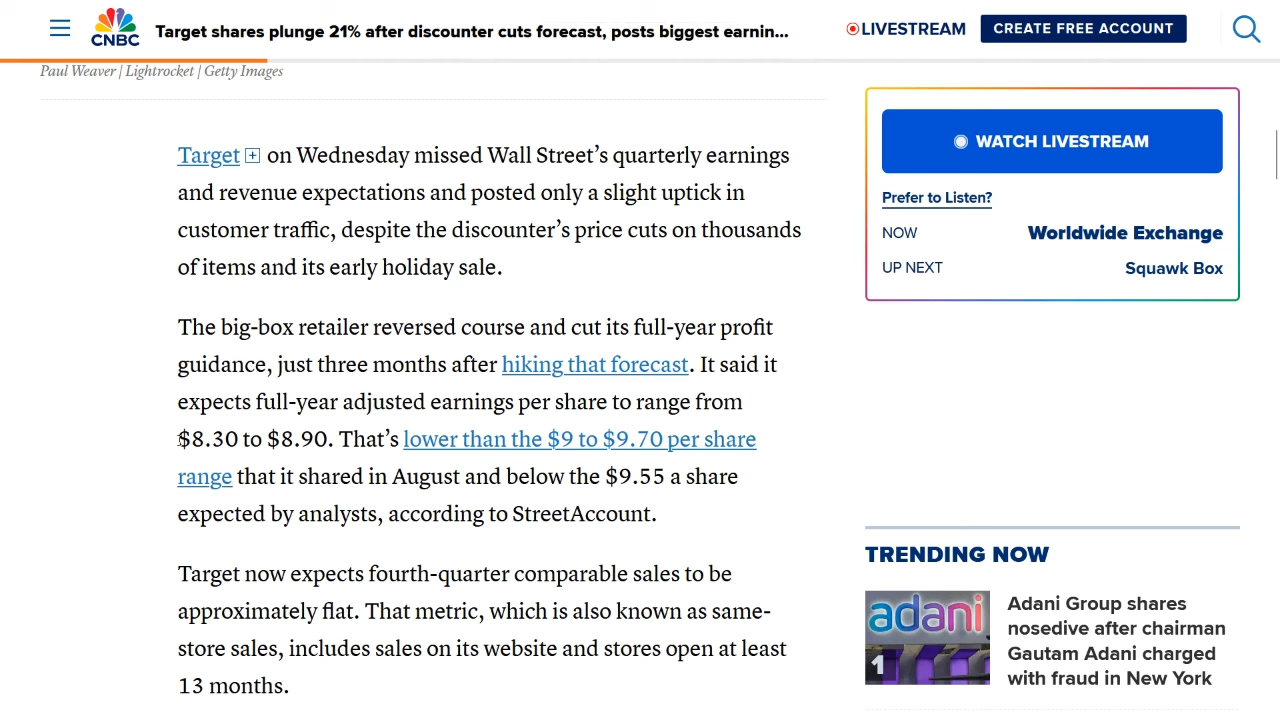 CNBC
Target shares plunge 21% after discounter cuts forecast, posts biggest earnin...
LIVESTREAM
CREATE FREE ACCOUNT
Paul Weaver | Lightrocket | Getty Images
Target on Wednesday missed Wall Street’s quarterly earnings
and revenue expectations and posted only a slight uptick in
customer traffic, despite the discounter’s price cuts on thousands
of items and its early holiday sale.
The big-box retailer reversed course and cut its full-year profit
guidance, just three months after hiking that forecast. It said it
expects full-year adjusted earnings per share to range from
$8.30 to $8.90. That’s lower than the $9 to $9.70 per share
range that it shared in August and below the $9.55 a share
expected by analysts, according to StreetAccount.
Target now expects fourth-quarter comparable sales to be
approximately flat. That metric, which is also known as same-
store sales, includes sales on its website and stores open at least
13 months.
WATCH LIVESTREAM
Prefer to Listen?
NOW Worldwide Exchange
UP NEXT Squawk Box
TRENDING NOW
adani
1
Adani Group shares
nosedive after chairman
Gautam Adani charged
with fraud in New York